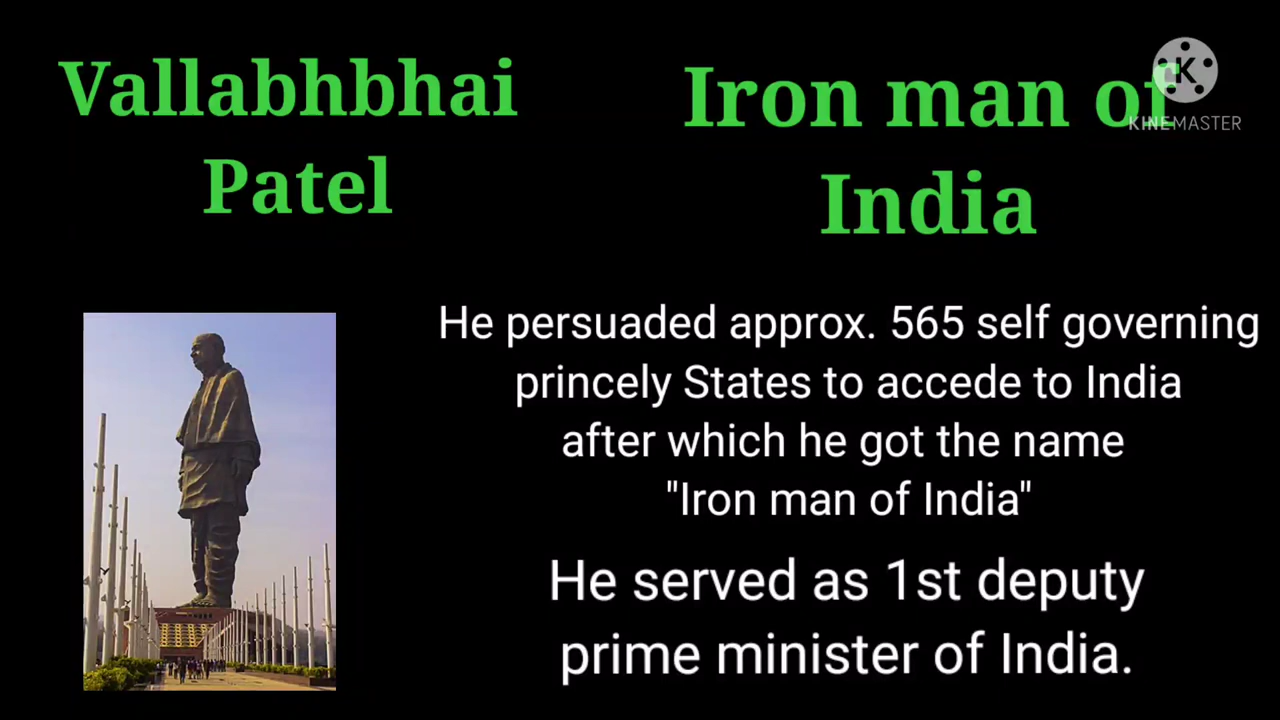 Vallabhbhai
Patel
Iron man of
India
K
KINEMASTER
He persuaded approx. 565 self governing
princely States to accede to India
after which he got the name
"Iron man of India"
He served as 1st deputy
prime minister of India.